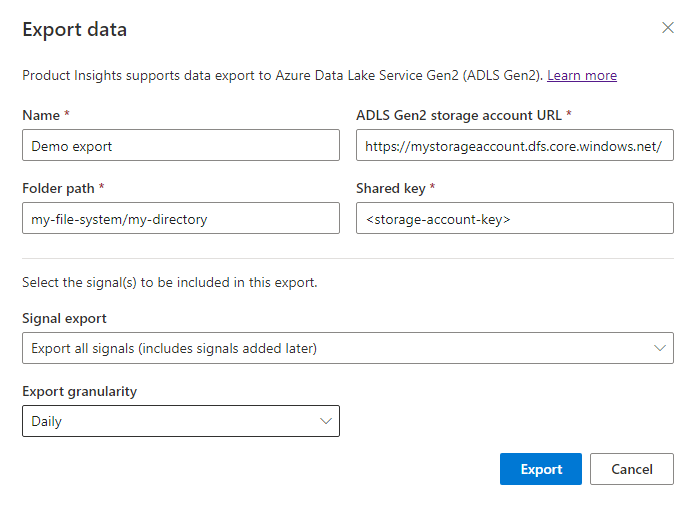 Export data
Product Insights supports data export to Azure Data Lake Service Gen2 (ADLS Gen2). Learn more
Name *
ADLS Gen2 storage account URL *
Demo export
https://mystorageaccount.dfs.core.windows.net/
Folder path *
Shared key *
my-file-system/my-directory
<storage-account-key>
Select the signal(s) to be included in this export.
Signal export
Export all signals (includes signals added later)
Export granularity
Daily
Export
Cancel